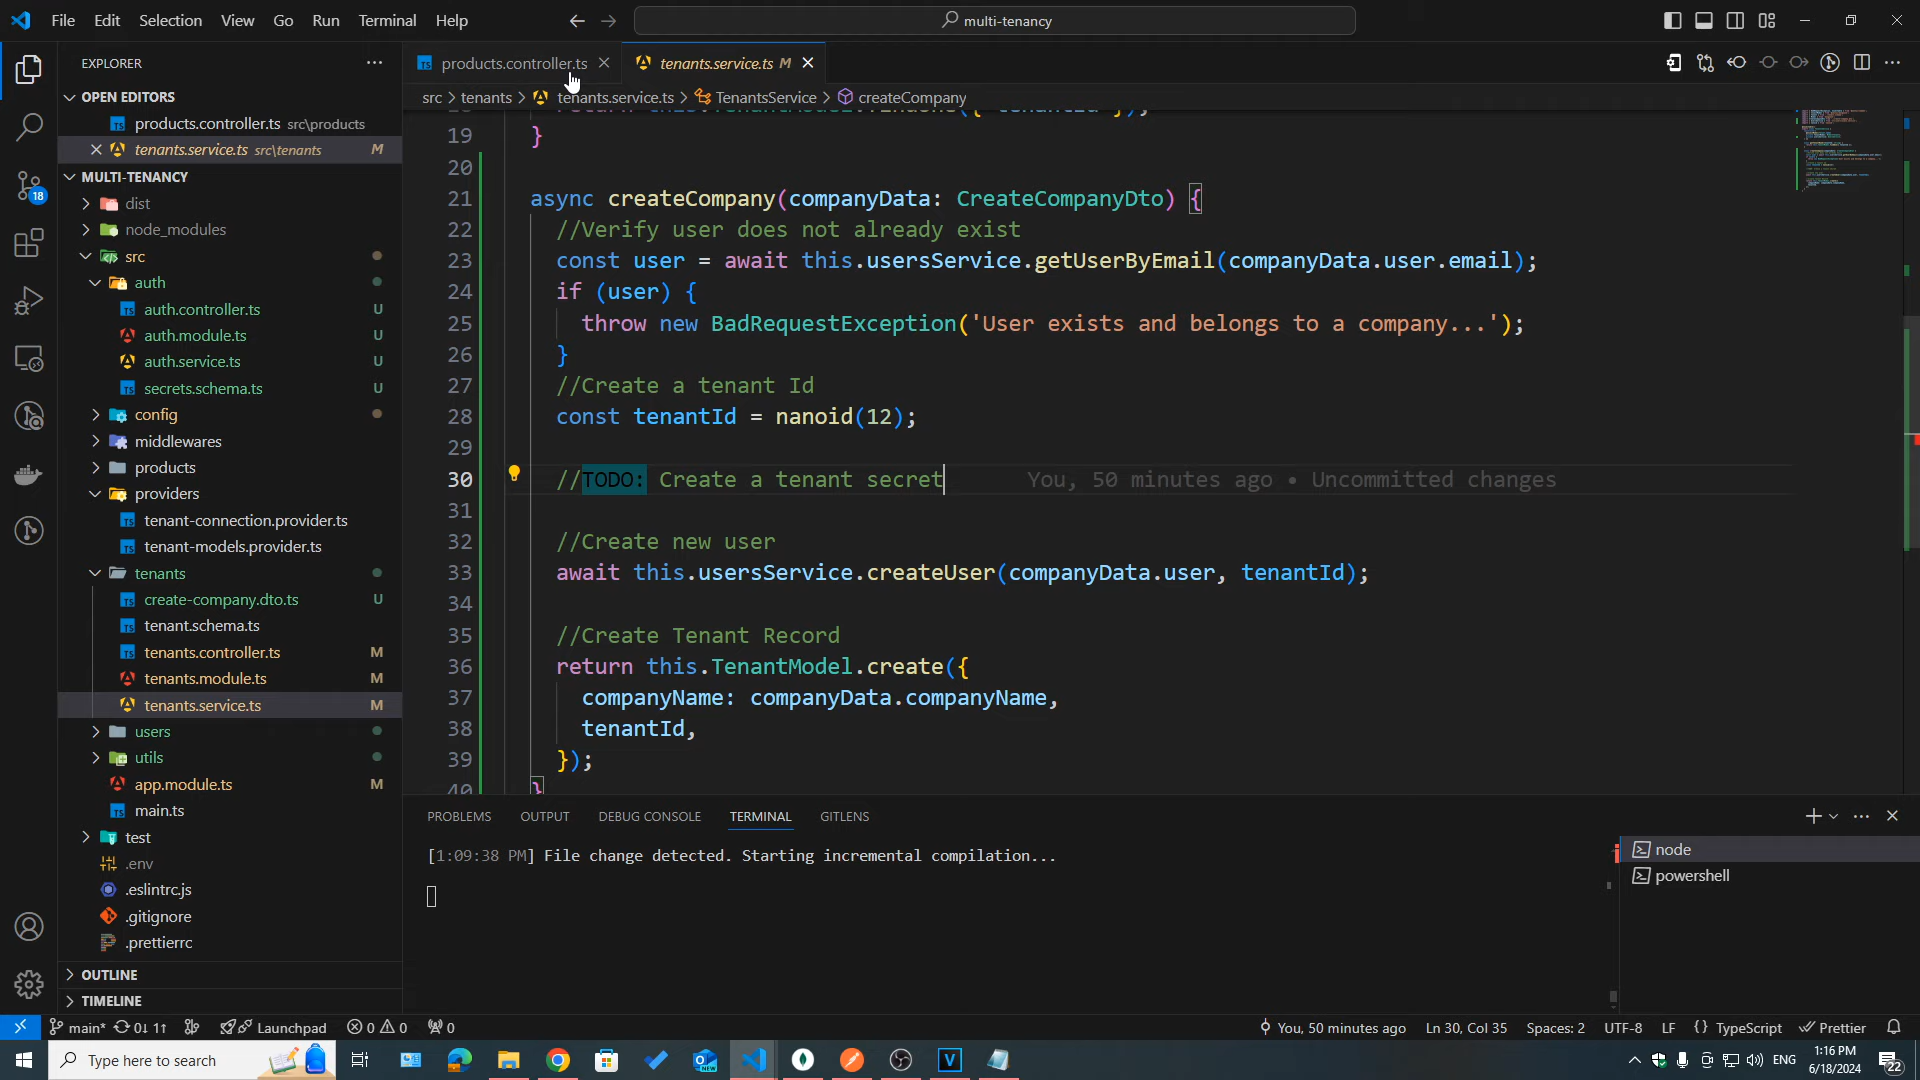 File Edit Selection View Go Run Terminal Help
multi-tenancy
EXPLORER
OPEN EDITORS
products.controller.ts src\products
tenants.service.ts src\tenants M
MULTI-TENANCY
dist
node_modules
src
auth
auth.controller.ts U
auth.module.ts U
auth.service.ts U
secrets.schema.ts U
config
middlewares
products
providers
tenant-connection.provider.ts
tenant-models.provider.ts
tenants
create-company.dto.ts U
tenant.schema.ts
tenants.controller.ts M
tenants.module.ts M
tenants.service.ts M
users
utils
app.module.ts M
main.ts
test
.env
.eslintrc.js
.gitignore
.prettierrc
OUTLINE
TIMELINE
18
products.controller.ts
tenants.service.ts M
src > tenants > tenants.service.ts > TenantsService > createCompany
19 }
20
21 async createCompany(companyData: CreateCompanyDto) {
22 //Verify user does not already exist
23 const user = await this.usersService.getUserByEmail(companyData.user.email);
24 if (user) {
25 throw new BadRequestException('User exists and belongs to a company...');
26 }
27 //Create a tenant Id
28 const tenantId = nanoid(12);
29
30 //TODO: Create a tenant secret You, 50 minutes ago • Uncommitted changes
31
32 //Create new user
33 await this.usersService.createUser(companyData.user, tenantId);
34
35 //Create Tenant Record
36 return this.TenantModel.create({
37 companyName: companyData.companyName,
38 tenantId,
39 });
40 }
PROBLEMS OUTPUT DEBUG CONSOLE TERMINAL GITLENS
[1:09:38 PM] File change detected. Starting incremental compilation...
node
powershell
main* 0↓ 1↑ Launchpad 0 0 0
You, 50 minutes ago Ln 30, Col 35 Spaces: 2 UTF-8 LF {} TypeScript Prettier
Type here to search
ENG
1:16 PM
6/18/2024
22